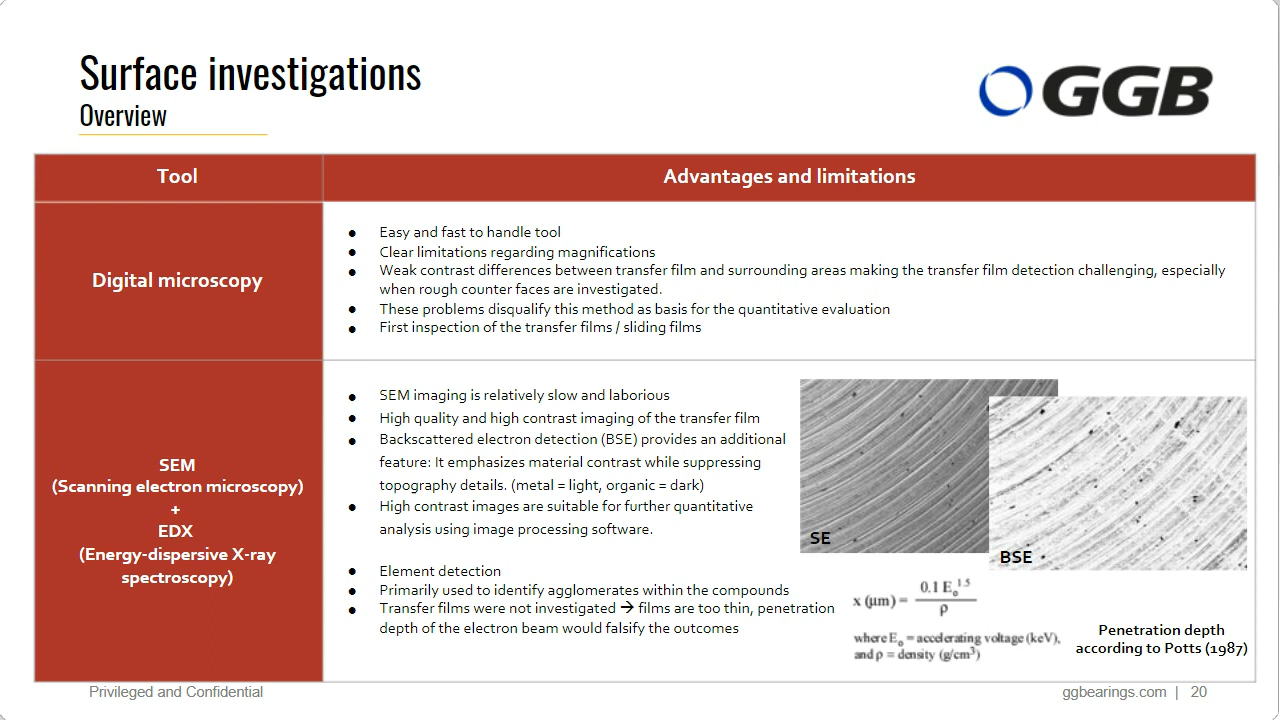 Surface investigations
Overview
GGB
Tool
Advantages and limitations
Digital microscopy
● Easy and fast to handle tool
● Clear limitations regarding magnifications
● Weak contrast differences between transfer film and surrounding areas making the transfer film detection challenging, especially
when rough counter faces are investigated.
● These problems disqualify this method as basis for the quantitative evaluation
● First inspection of the transfer films / sliding films
SEM
(Scanning electron microscopy)
+
EDX
(Energy-dispersive X-ray
spectroscopy)
● SEM imaging is relatively slow and laborious
● High quality and high contrast imaging of the transfer film
● Backscattered electron detection (BSE) provides an additional
feature: It emphasizes material contrast while suppressing
topography details. (metal = light, organic = dark)
● High contrast images are suitable for further quantitative
analysis using image processing software.
● Element detection
● Primarily used to identify agglomerates within the compounds
● Transfer films were not investigated → films are too thin, penetration
depth of the electron beam would falsify the outcomes
SE
BSE
x (μm) = 0.1 E₀^1.5 / ρ
where E₀ = accelerating voltage (keV),
and ρ = density (g/cm³)
Penetration depth
according to Potts (1987)
Privileged and Confidential
ggbearings.com | 20